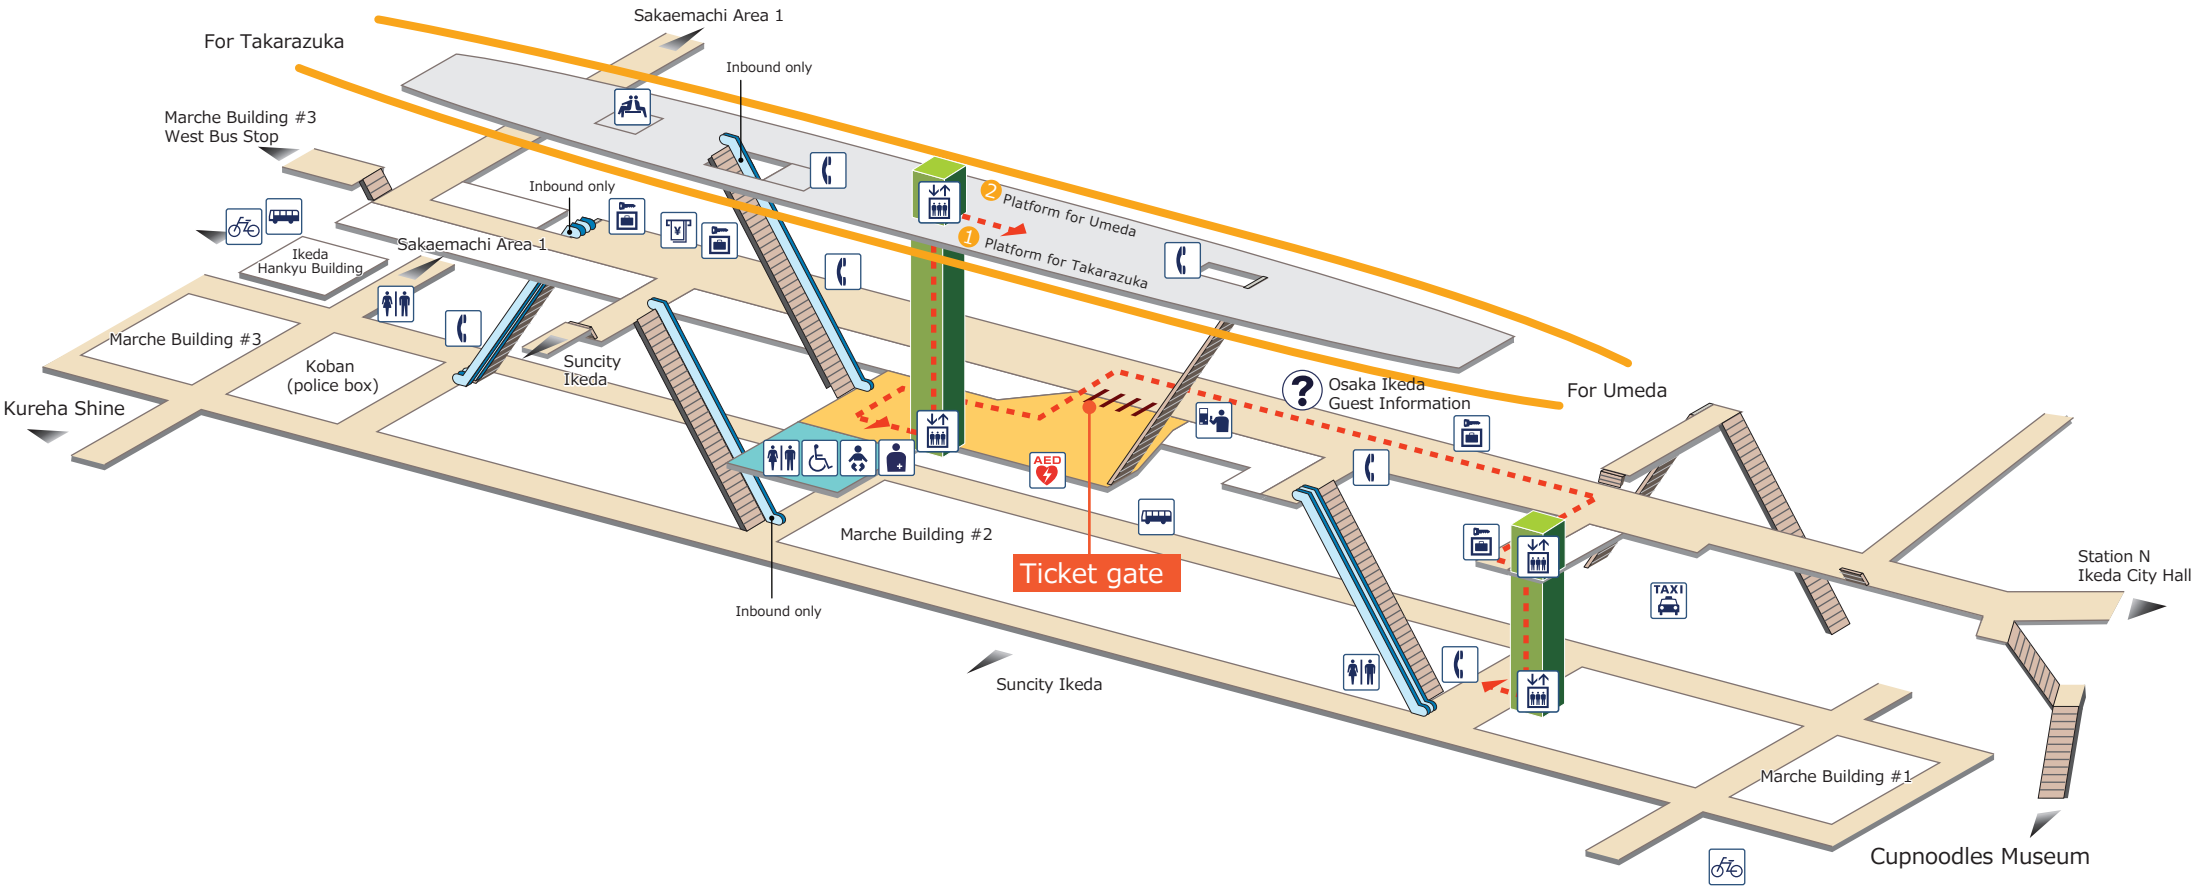 Sakaemachi Area 1
For Takarazuka
Inbound only
Marche Building #3
West Bus Stop
Inbound only
2
Platform for Umeda
1
Platform for Takarazuka
¥
Sakaemachi Area 1
Ikeda
Hankyu Building
Marche Building #3
Koban
(police box)
Suncity
Ikeda
Kureha Shine
?
Osaka Ikeda
Guest Information
For Umeda
AED
Marche Building #2
Ticket gate
Inbound only
TAXI
Station N
Ikeda City Hall
Suncity Ikeda
Marche Building #1
Cupnoodles Museum